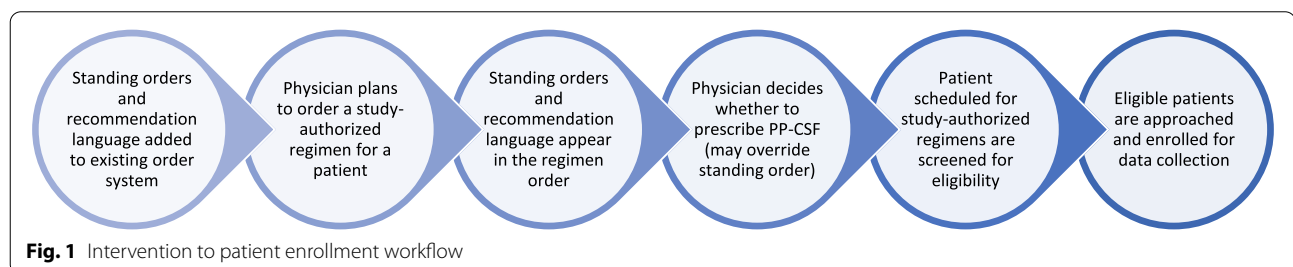 Standing orders
and
recommendation
language added
to existing order
system
Physician plans
to order a study-
authorized
regimen for a
patient
Standing orders
and
recommendation
language appear
in the regimen
order
Physician decides
whether to
prescribe PP-CSF
(may override
standing order)
Patient
scheduled for
study-authorized
regimens are
screened for
eligibility
Eligible patients
are approached
and enrolled for
data collection
Fig. 1 Intervention to patient enrollment workflow